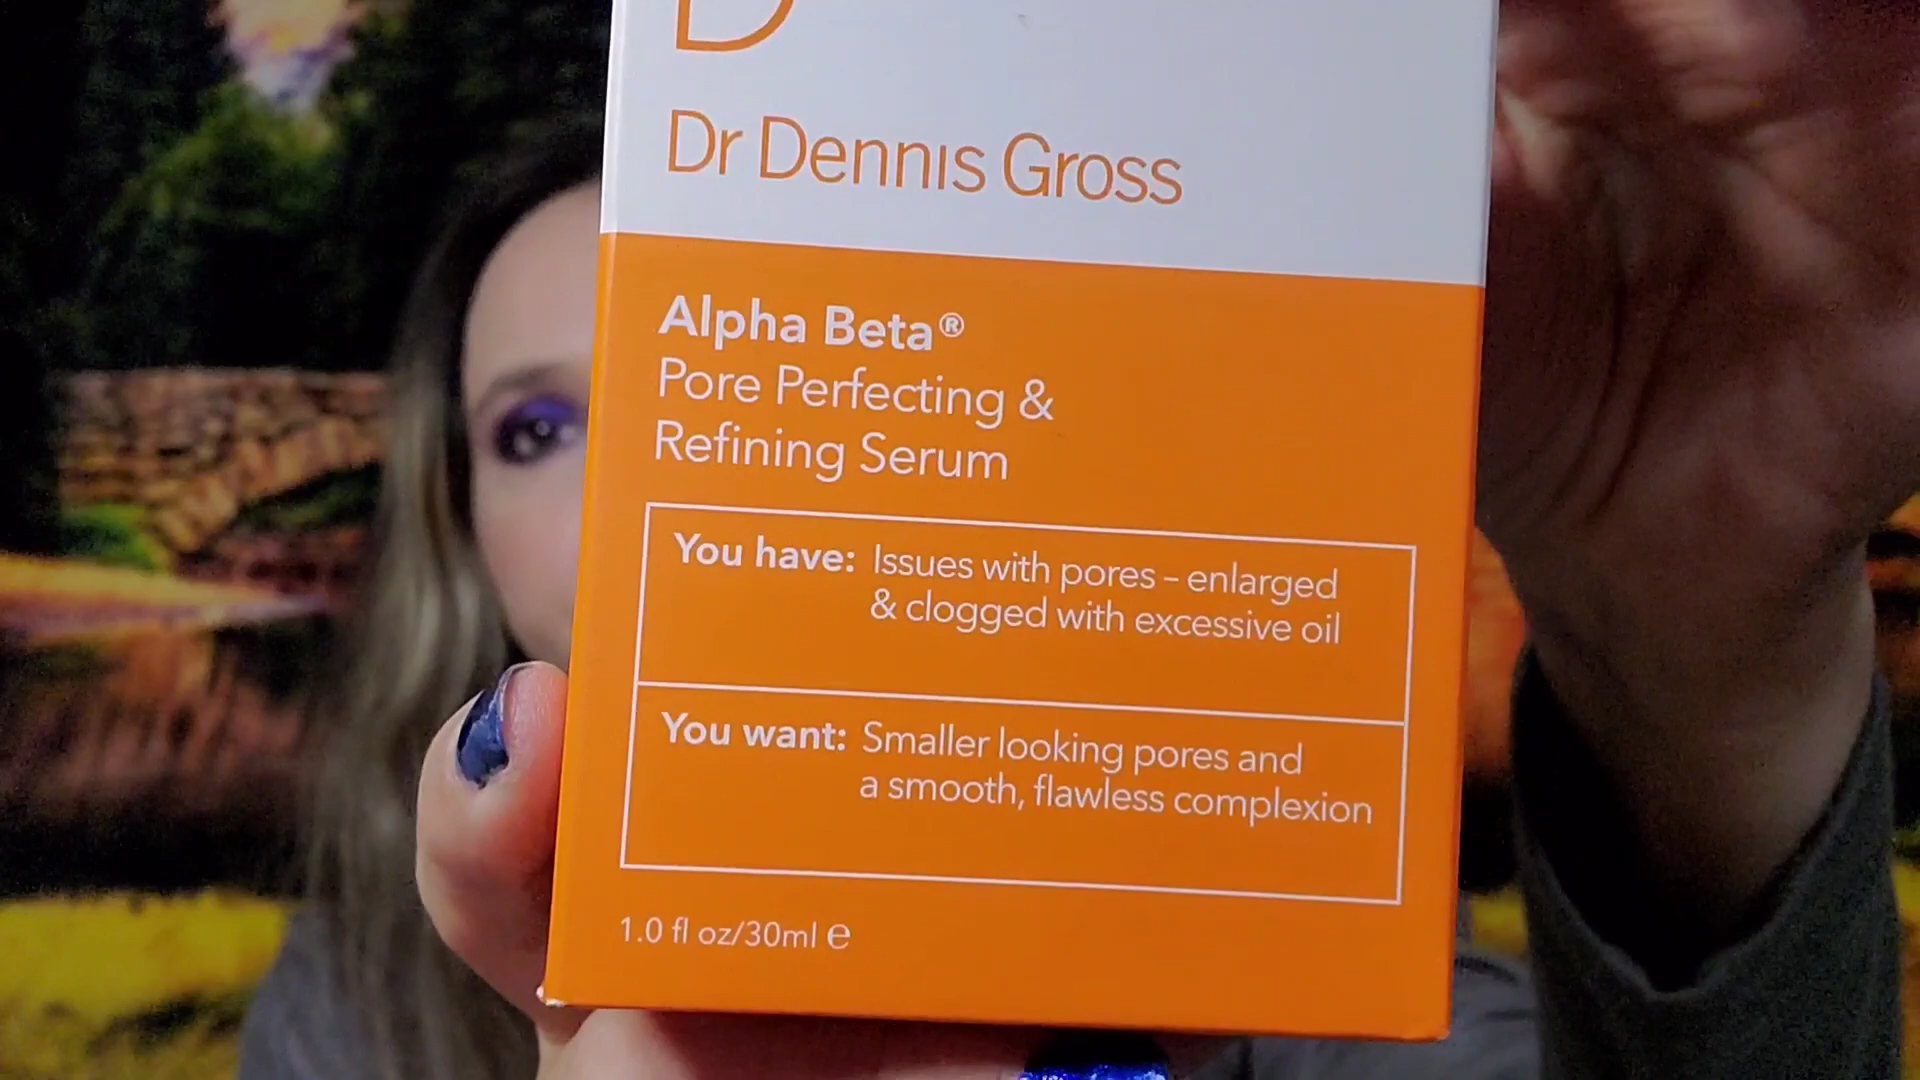 D
Dr Dennis Gross
Alpha Beta®
Pore Perfecting &
Refining Serum
You have: Issues with pores – enlarged
& clogged with excessive oil
You want: Smaller looking pores and
a smooth, flawless complexion
1.0 fl oz/30ml ℮